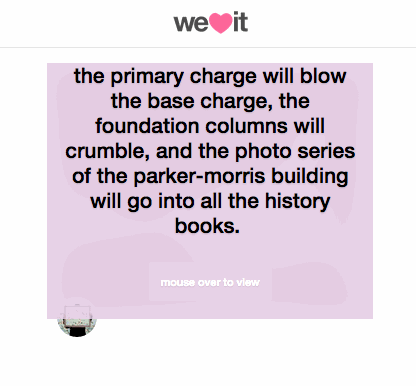 we it
the primary charge will blow
the base charge, the
foundation columns will
crumble, and the photo series
of the parker-morris building
will go into all the history
books.
mouse over to view